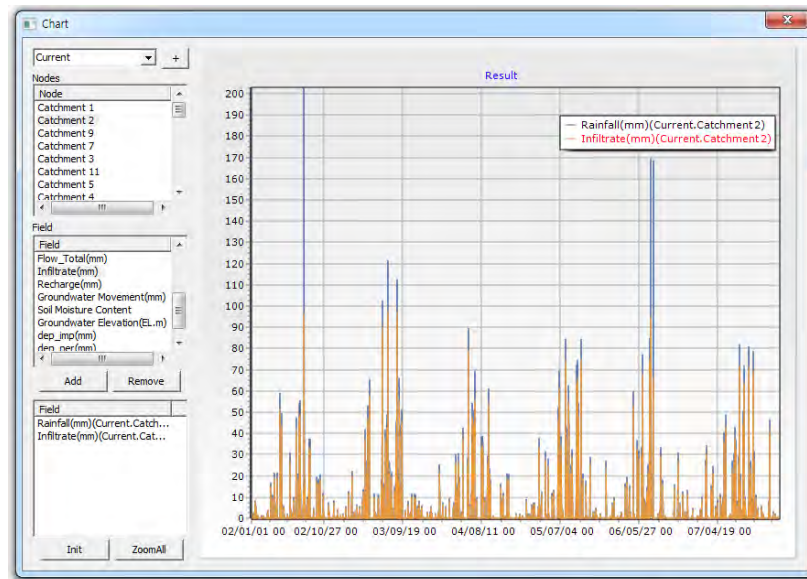 Chart
Current
+
Nodes
Node
Catchment 1
Catchment 2
Catchment 9
Catchment 7
Catchment 3
Catchment 11
Catchment 5
Catchment 4
Field
Field
Flow_Total(mm)
Infiltrate(mm)
Recharge(mm)
Groundwater Movement(mm)
Soil Moisture Content
Groundwater Elevation(EL.m)
dep_imp(mm)
dep_per(mm)
Add Remove
Field
Rainfall(mm)(Current.Catch...
Infiltrate(mm)(Current.Cat...
Init ZoomAll
Result
Rainfall(mm)(Current.Catchment 2)
Infiltrate(mm)(Current.Catchment 2)
200
190
180
170
160
150
140
130
120
110
100
90
80
70
60
50
40
30
20
10
0
02/01/01 00 02/10/27 00 03/09/19 00 04/08/11 00 05/07/04 00 06/05/27 00 07/04/19 00